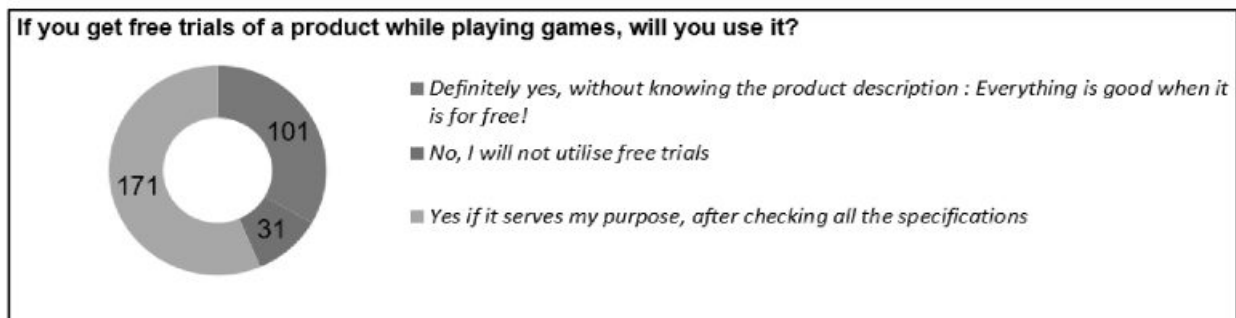 If you get free trials of a product while playing games, will you use it?
Definitely yes, without knowing the product description : Everything is good when it
is for free!
101
No, I will not utilise free trials
171
Yes if it serves my purpose, after checking all the specifications
31